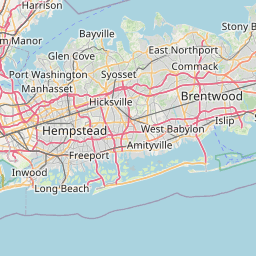 Harrison
Stony B
m Manor
Bayville
Glen Cove
East Northport
Port Washington
Syosset
Commack
Manhasset
Hicksville
Brentwood
Hempstead
West Babylon
Islip
Freeport
Amityville
Inwood
Long Beach